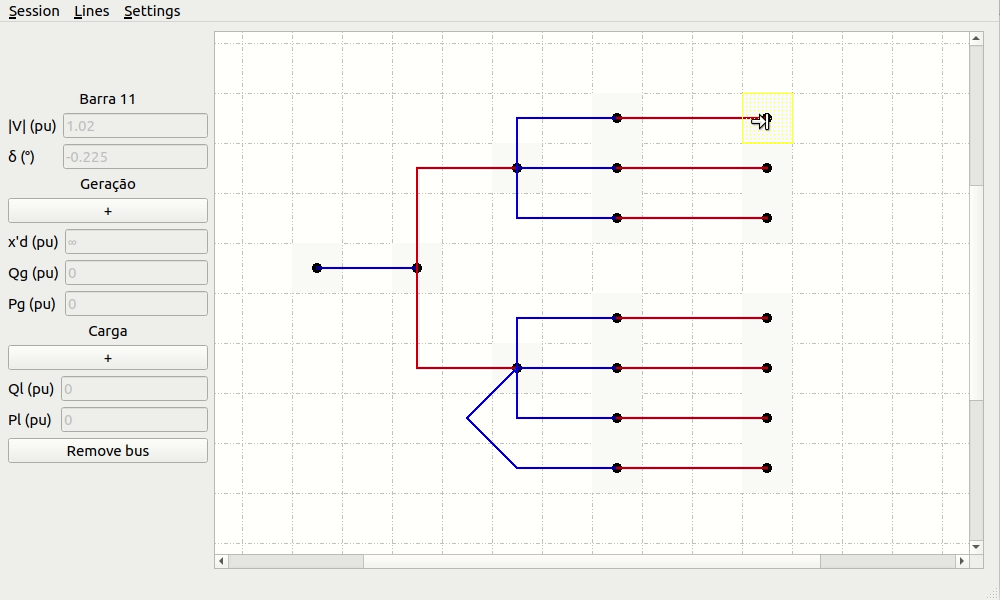 Session Lines Settings
Barra 11
|V| (pu) 1.02
δ (°) -0.225
Geração
+
x'd (pu) ∞
Qg (pu) 0
Pg (pu) 0
Carga
+
Ql (pu) 0
Pl (pu) 0
Remove bus